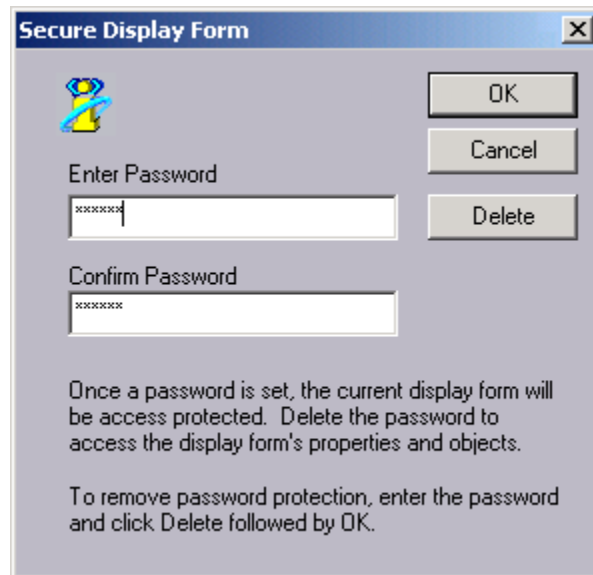 Secure Display Form
OK
Cancel
Enter Password
xxxxxx
Delete
Confirm Password
xxxxxx
Once a password is set, the current display form will
be access protected.  Delete the password to
access the display form's properties and objects.
To remove password protection, enter the password
and click Delete followed by OK.